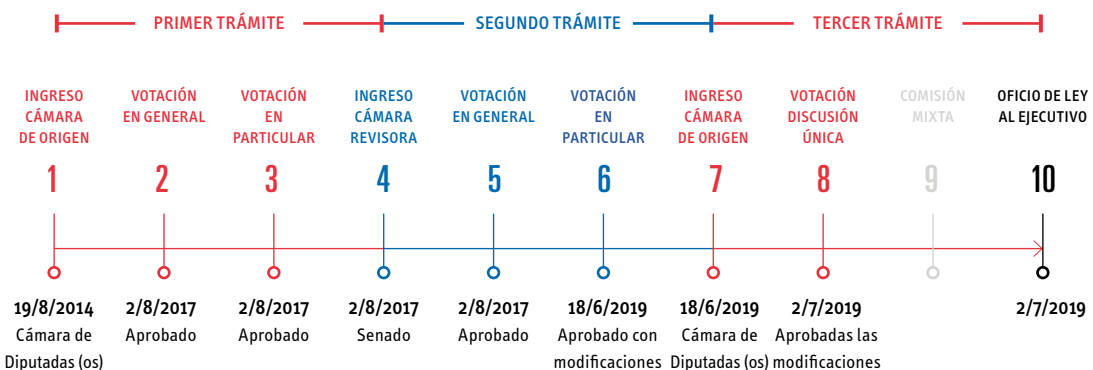 PRIMER TRÁMITE
SEGUNDO TRÁMITE
TERCER TRÁMITE
INGRESO
CÁMARA
DE ORIGEN
1
19/8/2014
Cámara de
Diputadas (os)
VOTACIÓN
EN GENERAL
2
2/8/2017
Aprobado
VOTACIÓN
EN
PARTICULAR
3
2/8/2017
Aprobado
INGRESO
CÁMARA
REVISORA
4
2/8/2017
Senado
VOTACIÓN
EN GENERAL
5
2/8/2017
Aprobado
VOTACIÓN
EN
PARTICULAR
6
18/6/2019
Aprobado con
modificaciones
INGRESO
CÁMARA
DE ORIGEN
7
18/6/2019
Cámara de
Diputadas (os)
VOTACIÓN
DISCUSIÓN
ÚNICA
8
2/7/2019
Aprobadas las
modificaciones
COMISIÓN
MIXTA
9
OFICIO DE LEY
AL EJECUTIVO
10
2/7/2019